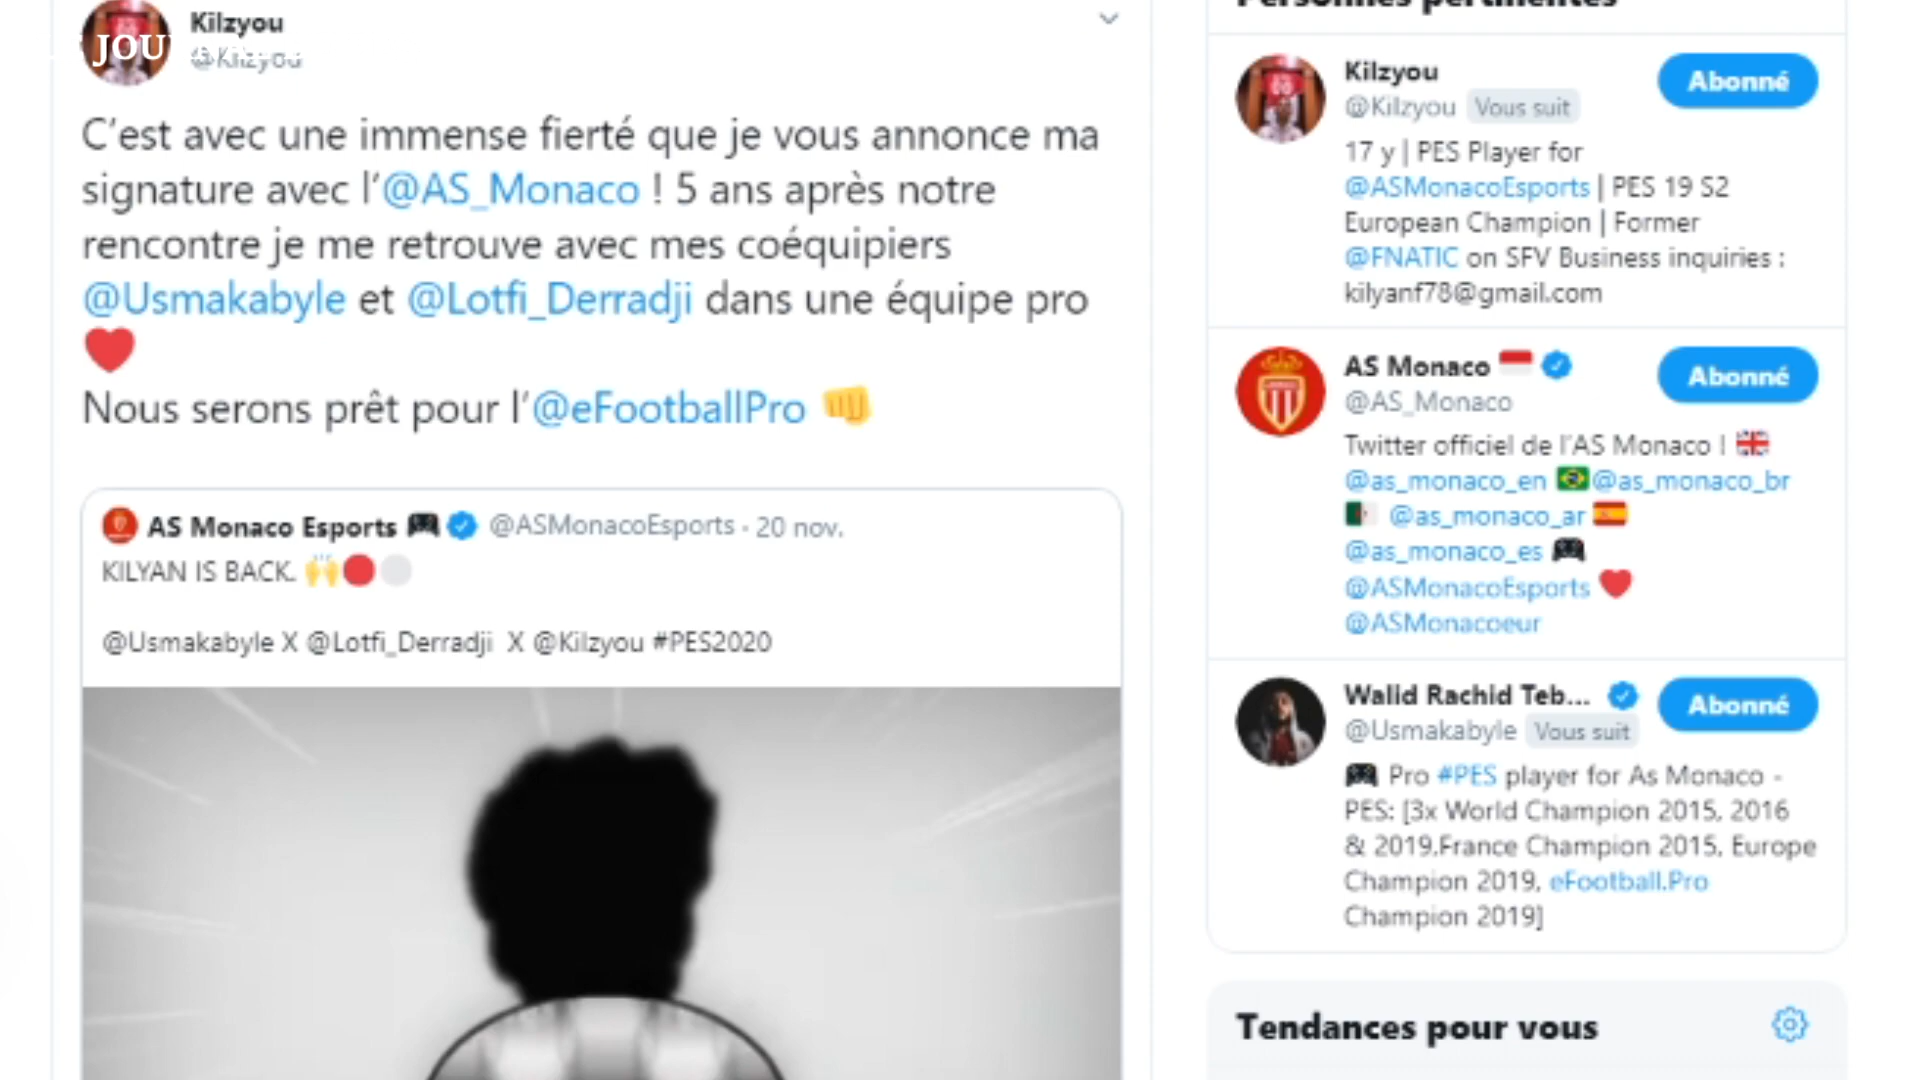 Kilzyou
@Kilzyou
C’est avec une immense fierté que je vous annonce ma
signature avec l’@AS_Monaco ! 5 ans après notre
rencontre je me retrouve avec mes coéquipiers
@Usmakabyle et @Lotfi_Derradji dans une équipe pro
❤️
Nous serons prêt pour l’@eFootballPro 👊
AS Monaco Esports 🎮 @ASMonacoEsports · 20 nov.
KILYAN IS BACK. 🙌🔴⚪
@Usmakabyle X @Lotfi_Derradji X @Kilzyou #PES2020
Personnes pertinentes
Kilzyou
Abonné
@Kilzyou Vous suit
17 y | PES Player for
@ASMonacoEsports | PES 19 S2
European Champion | Former
@FNATIC on SFV Business inquiries :
kilyanf78@gmail.com
AS Monaco 🇲🇨
Abonné
@AS_Monaco
Twitter officiel de l'AS Monaco ! 🇬🇧
@as_monaco_en 🇧🇷@as_monaco_br
🇩🇿 @as_monaco_ar 🇪🇸
@as_monaco_es 🎮
@ASMonacoEsports ❤️
@ASMonacoeur
Walid Rachid Teb...
Abonné
@Usmakabyle Vous suit
🎮 Pro #PES player for As Monaco -
PES: [3x World Champion 2015, 2016
& 2019,France Champion 2015, Europe
Champion 2019, eFootball.Pro
Champion 2019]
Tendances pour vous